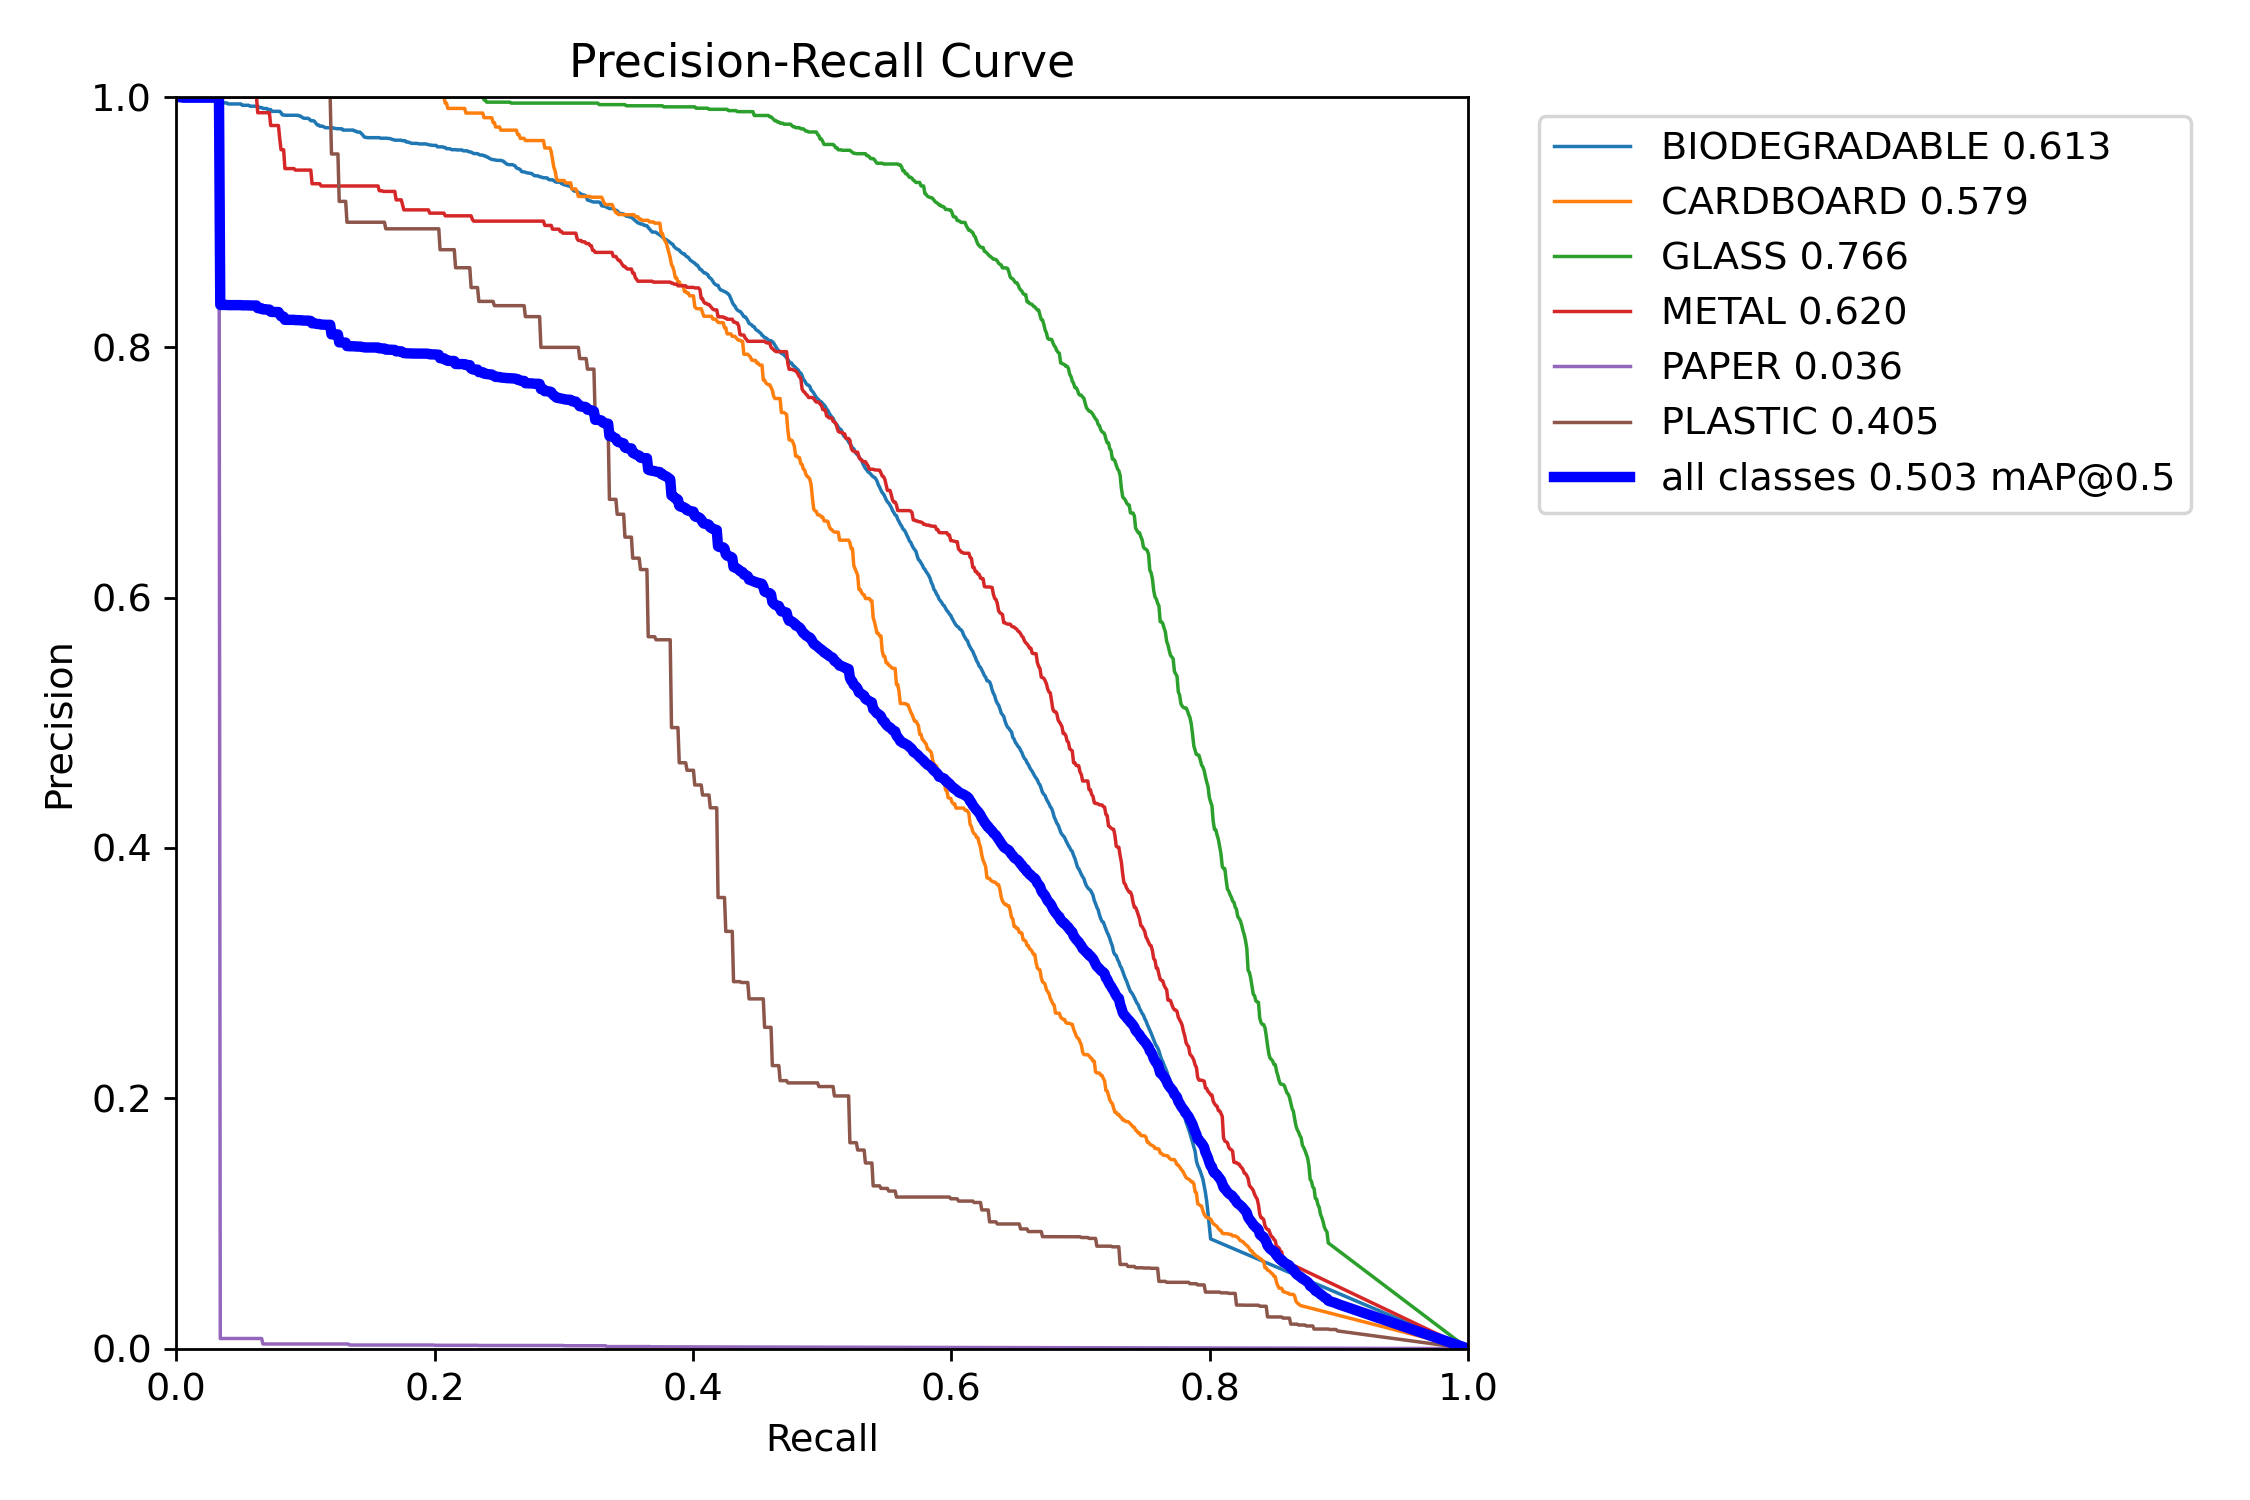 Precision-Recall Curve
1.0
0.8
0.6
0.4
0.2
0.0
Precision
0.0 0.2 0.4 0.6 0.8 1.0
Recall
BIODEGRADABLE 0.613
CARDBOARD 0.579
GLASS 0.766
METAL 0.620
PAPER 0.036
PLASTIC 0.405
all classes 0.503 mAP@0.5